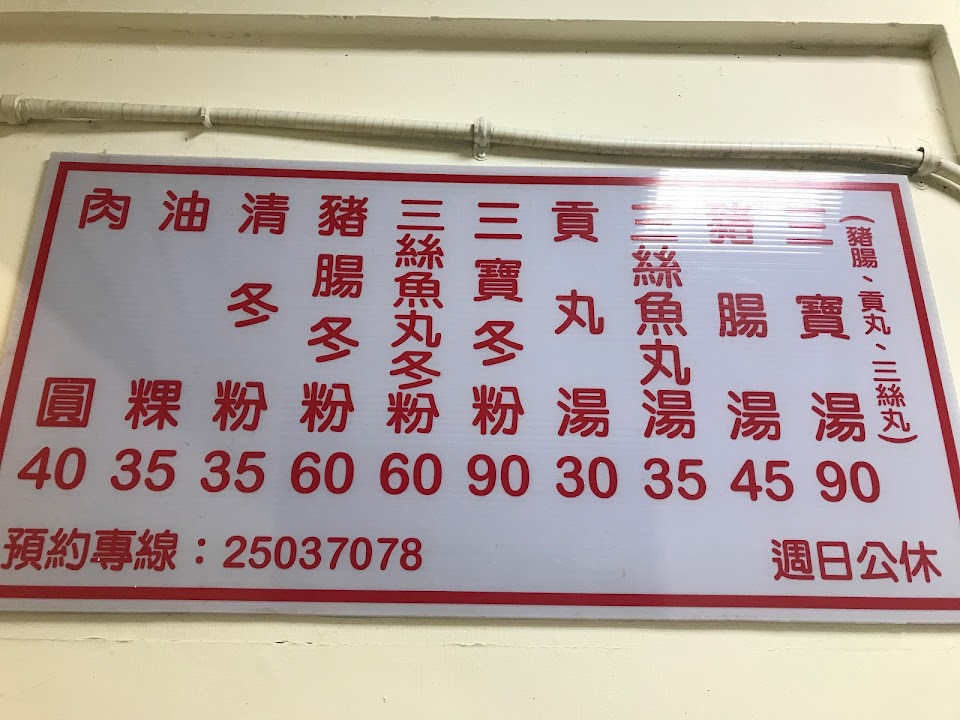 肉圓 40
油粿 35
清冬粉 35
豬腸冬粉 60
三絲魚丸冬粉 60
三寶冬粉 90
貢丸湯 30
三絲魚丸湯 35
豬腸湯 45
三寶湯 90
(豬腸、貢丸、三絲丸)
預約專線：25037078
週日公休